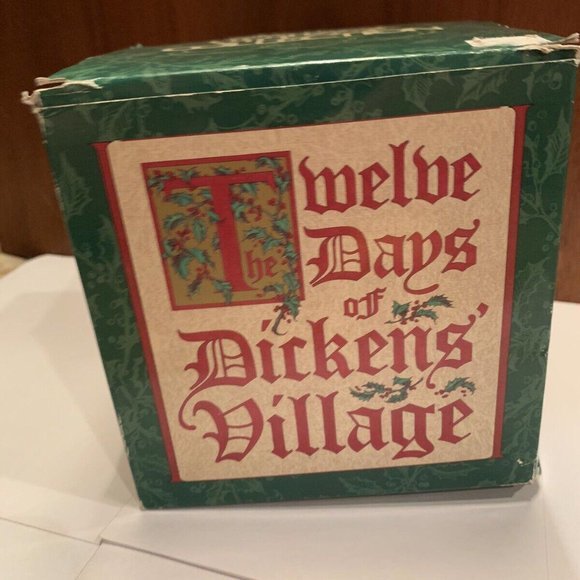 The Twelve
Days
of
Dickens'
Village